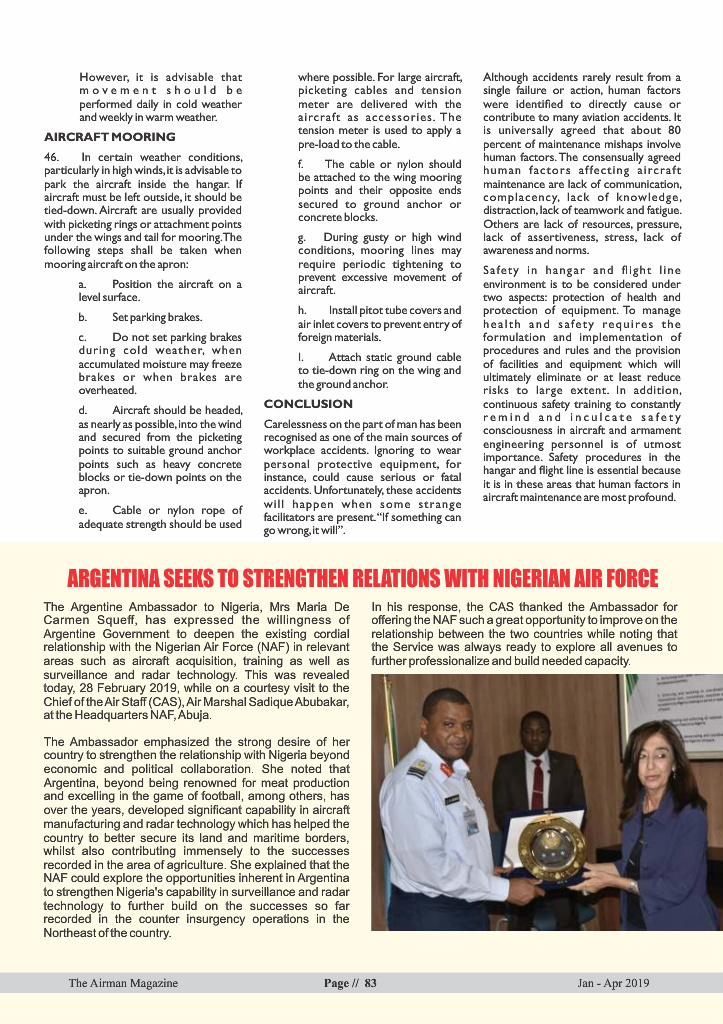 However, it is advisable that
movement should be
performed daily in cold weather
and weekly in warm weather.
AIRCRAFT MOORING
46. In certain weather conditions,
particularly in high winds, it is advisable to
park the aircraft inside the hangar. If
aircraft must be left outside, it should be
tied-down. Aircraft are usually provided
with picketing rings or attachment points
under the wings and tail for mooring. The
following steps shall be taken when
mooring aircraft on the apron:
a. Position the aircraft on a
level surface.
b. Set parking brakes.
c. Do not set parking brakes
during cold weather, when
accumulated moisture may freeze
brakes or when brakes are
overheated.
d. Aircraft should be headed,
as nearly as possible, into the wind
and secured from the picketing
points to suitable ground anchor
points such as heavy concrete
blocks or tie-down points on the
apron.
e. Cable or nylon rope of
adequate strength should be used
where possible. For large aircraft,
picketing cables and tension
meter are delivered with the
aircraft as accessories. The
tension meter is used to apply a
pre-load to the cable.
f. The cable or nylon should
be attached to the wing mooring
points and their opposite ends
secured to ground anchor or
concrete blocks.
g. During gusty or high wind
conditions, mooring lines may
require periodic tightening to
prevent excessive movement of
aircraft.
h. Install pitot tube covers and
air inlet covers to prevent entry of
foreign materials.
I. Attach static ground cable
to tie-down ring on the wing and
the ground anchor.
CONCLUSION
Carelessness on the part of man has been
recognised as one of the main sources of
workplace accidents. Ignoring to wear
personal protective equipment, for
instance, could cause serious or fatal
accidents. Unfortunately, these accidents
will happen when some strange
facilitators are present. “If something can
go wrong, it will”.
Although accidents rarely result from a
single failure or action, human factors
were identified to directly cause or
contribute to many aviation accidents. It
is universally agreed that about 80
percent of maintenance mishaps involve
human factors. The consensually agreed
human factors affecting aircraft
maintenance are lack of communication,
complacency, lack of knowledge,
distraction, lack of teamwork and fatigue.
Others are lack of resources, pressure,
lack of assertiveness, stress, lack of
awareness and norms.
Safety in hangar and flight line
environment is to be considered under
two aspects: protection of health and
protection of equipment. To manage
health and safety requires the
formulation and implementation of
procedures and rules and the provision
of facilities and equipment which will
ultimately eliminate or at least reduce
risks to large extent. In addition,
continuous safety training to constantly
remind and inculcate safety
consciousness in aircraft and armament
engineering personnel is of utmost
importance. Safety procedures in the
hangar and flight line is essential because
it is in these areas that human factors in
aircraft maintenance are most profound.
ARGENTINA SEEKS TO STRENGTHEN RELATIONS WITH NIGERIAN AIR FORCE
The Argentine Ambassador to Nigeria, Mrs Maria De
Carmen Squeff, has expressed the willingness of
Argentine Government to deepen the existing cordial
relationship with the Nigerian Air Force (NAF) in relevant
areas such as aircraft acquisition, training as well as
surveillance and radar technology. This was revealed
today, 28 February 2019, while on a courtesy visit to the
Chief of the Air Staff (CAS), Air Marshal Sadique Abubakar,
at the Headquarters NAF, Abuja.
The Ambassador emphasized the strong desire of her
country to strengthen the relationship with Nigeria beyond
economic and political collaboration. She noted that
Argentina, beyond being renowned for meat production
and excelling in the game of football, among others, has
over the years, developed significant capability in aircraft
manufacturing and radar technology which has helped the
country to better secure its land and maritime borders,
whilst also contributing immensely to the successes
recorded in the area of agriculture. She explained that the
NAF could explore the opportunities inherent in Argentina
to strengthen Nigeria's capability in surveillance and radar
technology to further build on the successes so far
recorded in the counter insurgency operations in the
Northeast of the country.
In his response, the CAS thanked the Ambassador for
offering the NAF such a great opportunity to improve on the
relationship between the two countries while noting that
the Service was always ready to explore all avenues to
further professionalize and build needed capacity.
The Airman Magazine
Page // 83
Jan - Apr 2019